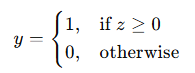 y = { 1, if z ≥ 0
0, otherwise